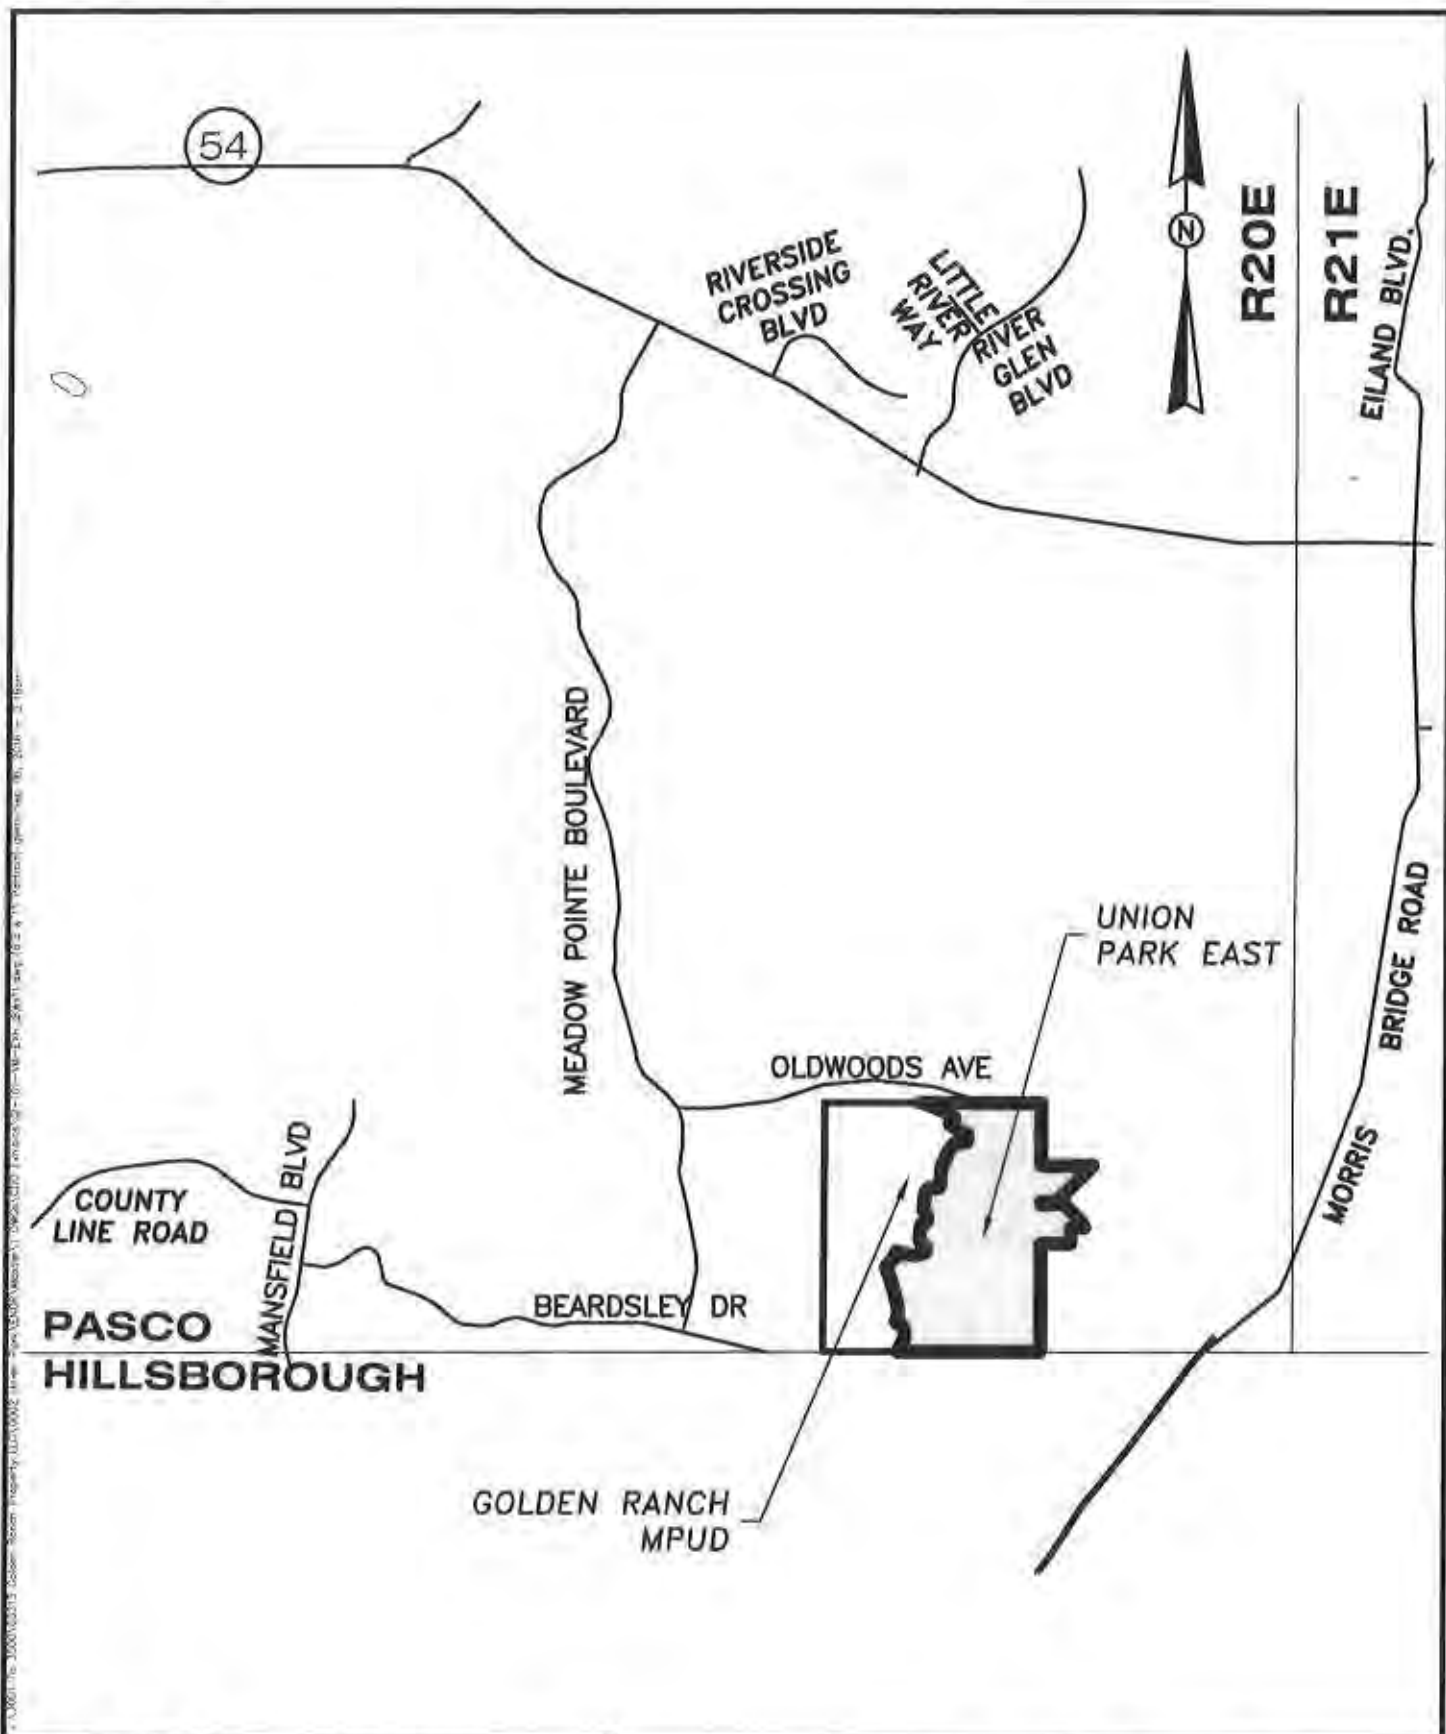 54
RIVERSIDE
CROSSING
BLVD
LITTLE
RIVER
WAY
RIVER
GLEN
BLVD
N
R20E
R21E
EILAND BLVD.
MEADOW POINTE BOULEVARD
UNION
PARK EAST
BRIDGE ROAD
MORRIS
OLDWOODS AVE
MANSFIELD BLVD
COUNTY
LINE ROAD
BEARDSLEY DR
PASCO
HILLSBOROUGH
GOLDEN RANCH
MPUD